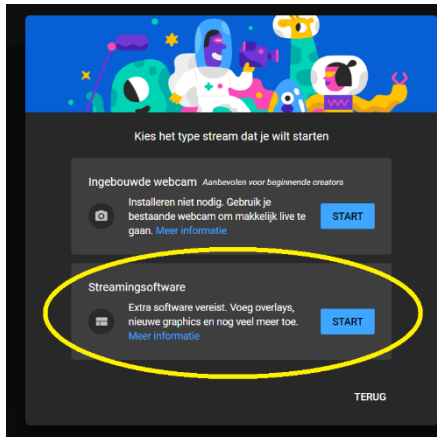 Kies het type stream dat je wilt starten
Ingebouwde webcam Aanbevolen voor beginnende creators
Installeren niet nodig. Gebruik je
bestaande webcam om makkelijk live te
gaan. Meer informatie
START
Streamingsoftware
Extra software vereist. Voeg overlays,
nieuwe graphics en nog veel meer toe.
Meer informatie
START
TERUG